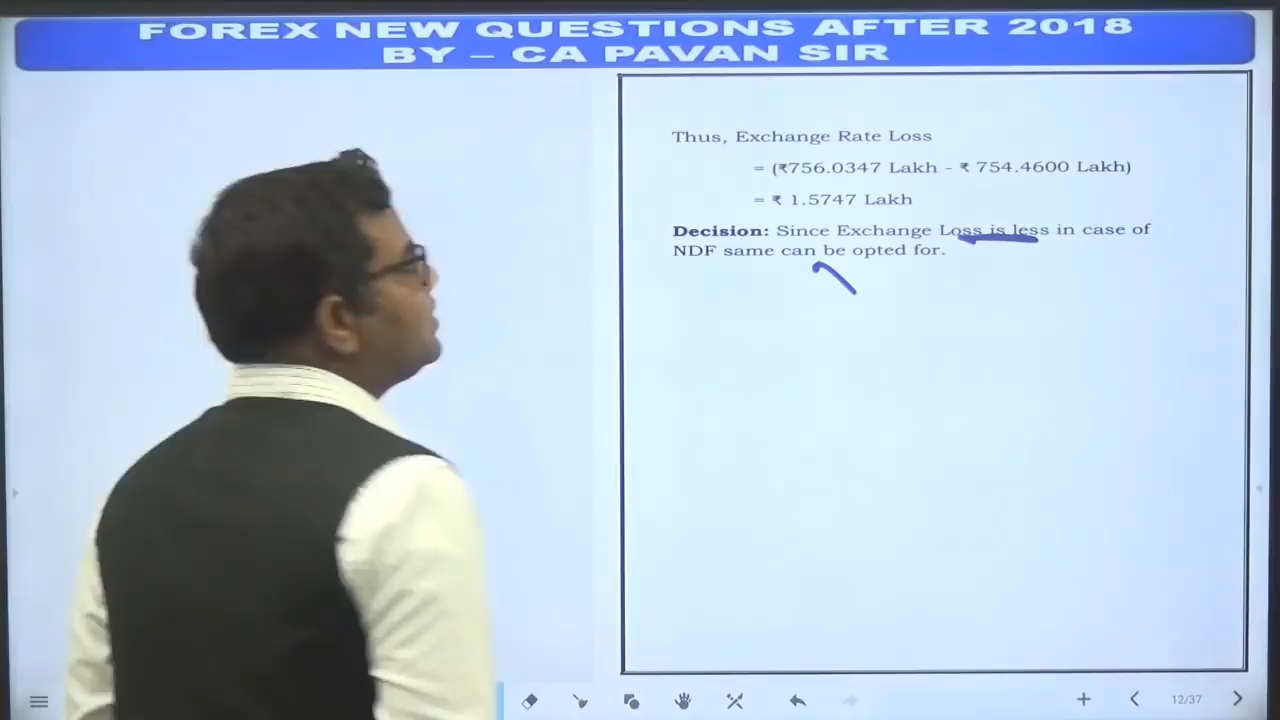 FOREX NEW QUESTIONS AFTER 2018
BY – CA PAVAN SIR
Thus, Exchange Rate Loss
= (₹756.0347 Lakh - ₹ 754.4600 Lakh)
= ₹ 1.5747 Lakh
Decision: Since Exchange Loss is less in case of
NDF same can be opted for.
12/37